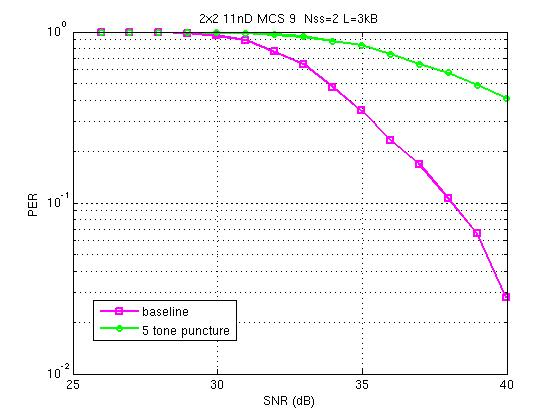 2x2 11nD MCS 9 Nss=2 L=3kB
10^0
10^-1
10^-2
PER
baseline
5 tone puncture
25 30 35 40
SNR (dB)